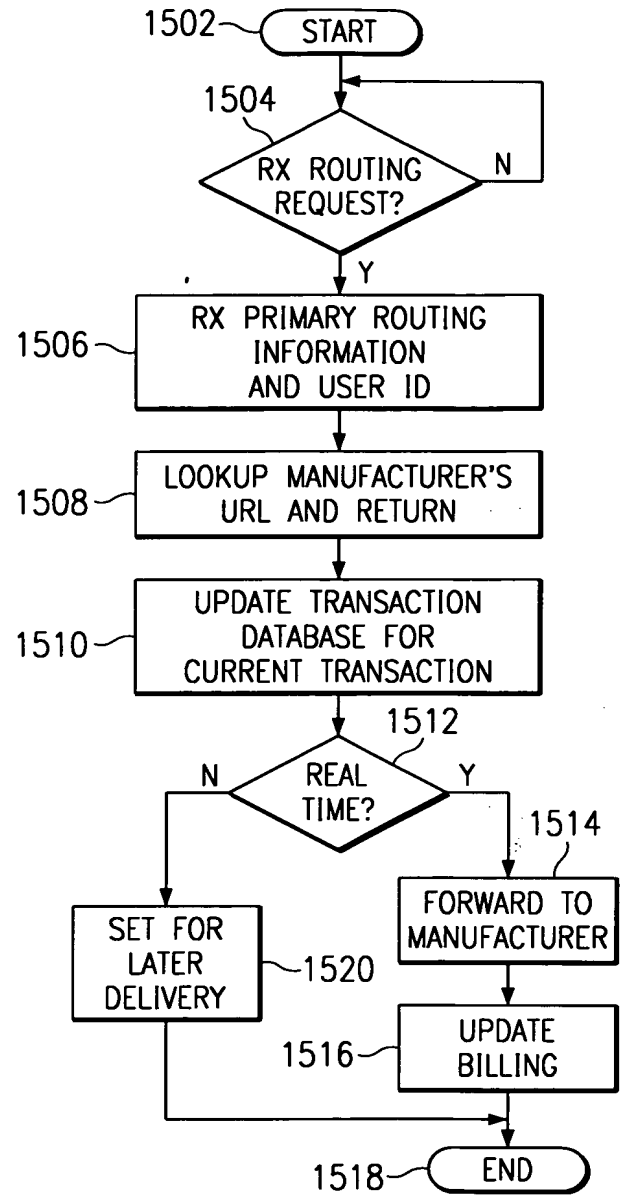 1502
START
1504
RX ROUTING
REQUEST?
N
Y
1506
RX PRIMARY ROUTING
INFORMATION
AND USER ID
1508
LOOKUP MANUFACTURER'S
URL AND RETURN
1510
UPDATE TRANSACTION
DATABASE FOR
CURRENT TRANSACTION
1512
N
REAL
TIME?
Y
1514
FORWARD TO
MANUFACTURER
SET FOR
LATER
DELIVERY
1520
1516
UPDATE
BILLING
1518
END